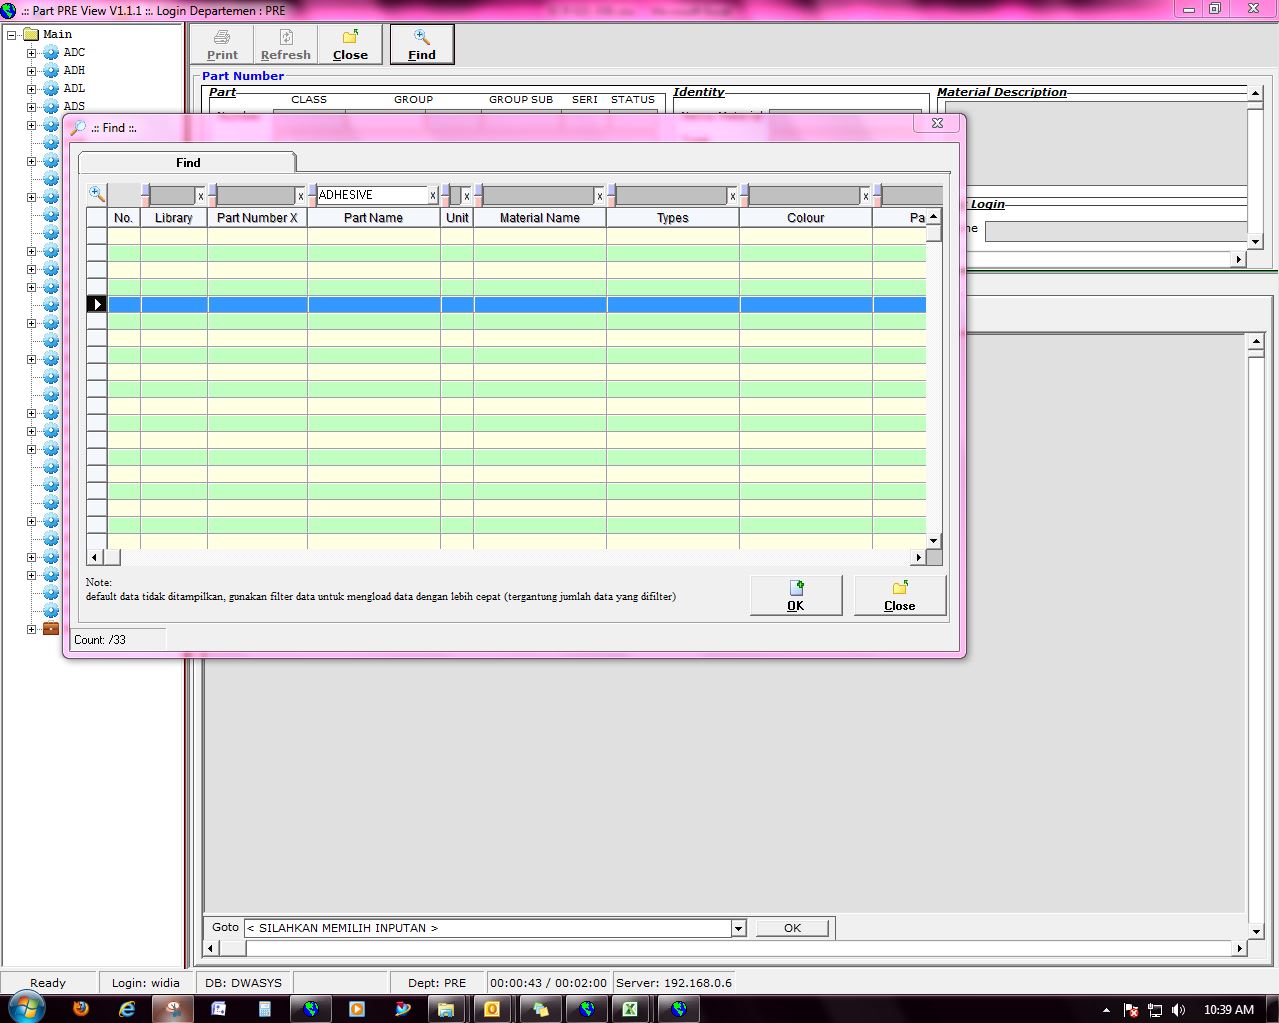 .:: Part PRE View V1.1.1 ::. Login Departemen : PRE
Main
ADC
ADH
ADL
ADS
Print
Refresh
Close
Find
Part Number
Part
CLASS
GROUP
GROUP SUB
SERI
STATUS
Identity
Material Description
Login
.:: Find ::.
x
Find
x
x
ADHESIVE
x
x
x
x
x
No.
Library
Part Number X
Part Name
Unit
Material Name
Types
Colour
Pa
Note:
default data tidak ditampilkan, gunakan filter data untuk mengload data dengan lebih cepat (tergantung jumlah data yang difilter)
OK
Close
Count: /33
Goto
< SILAHKAN MEMILIH INPUTAN >
OK
Ready
Login: widia
DB: DWASYS
Dept: PRE
00:00:43 / 00:02:00
Server: 192.168.0.6
10:39 AM